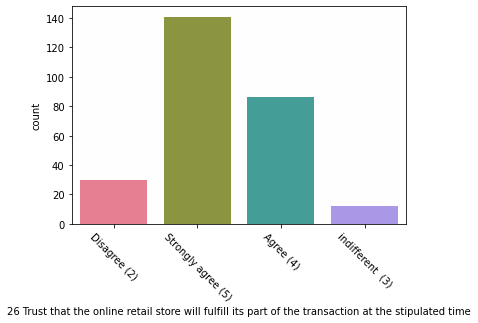 140
120
100
80
60
40
20
0
count
Disagree (2)
Strongly agree (5)
Agree (4)
indifferent  (3)
26 Trust that the online retail store will fulfill its part of the transaction at the stipulated time